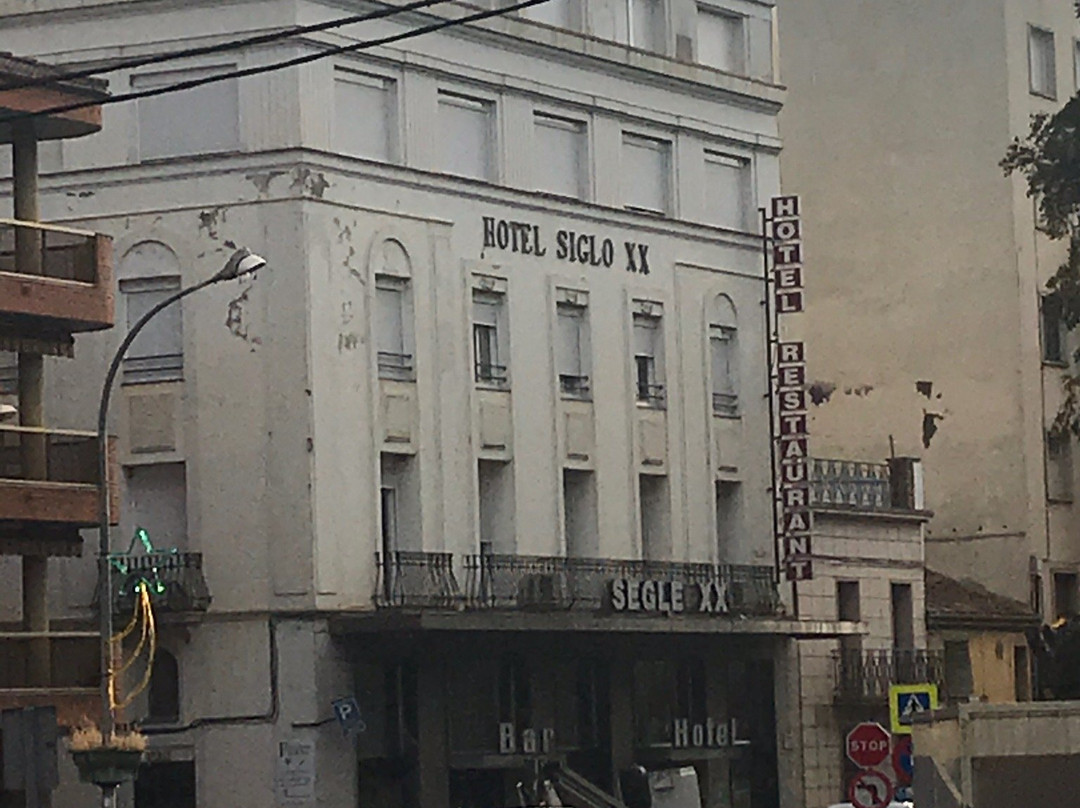 HOTEL SIGLO XX
HOTEL RESTAURANT
SEGLE XX
Bar
Hotel
P
STOP